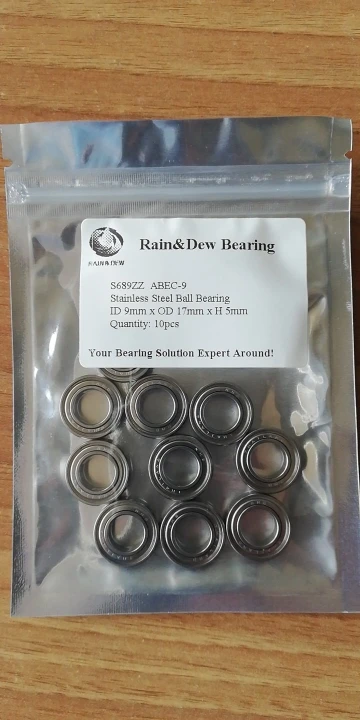 Rain&Dew Bearing
RAIN&DEW
S689ZZ ABEC-9
Stainless Steel Ball Bearing
ID 9mm x OD 17mm x H 5mm
Quantity: 10pcs
Your Bearing Solution Expert Around!